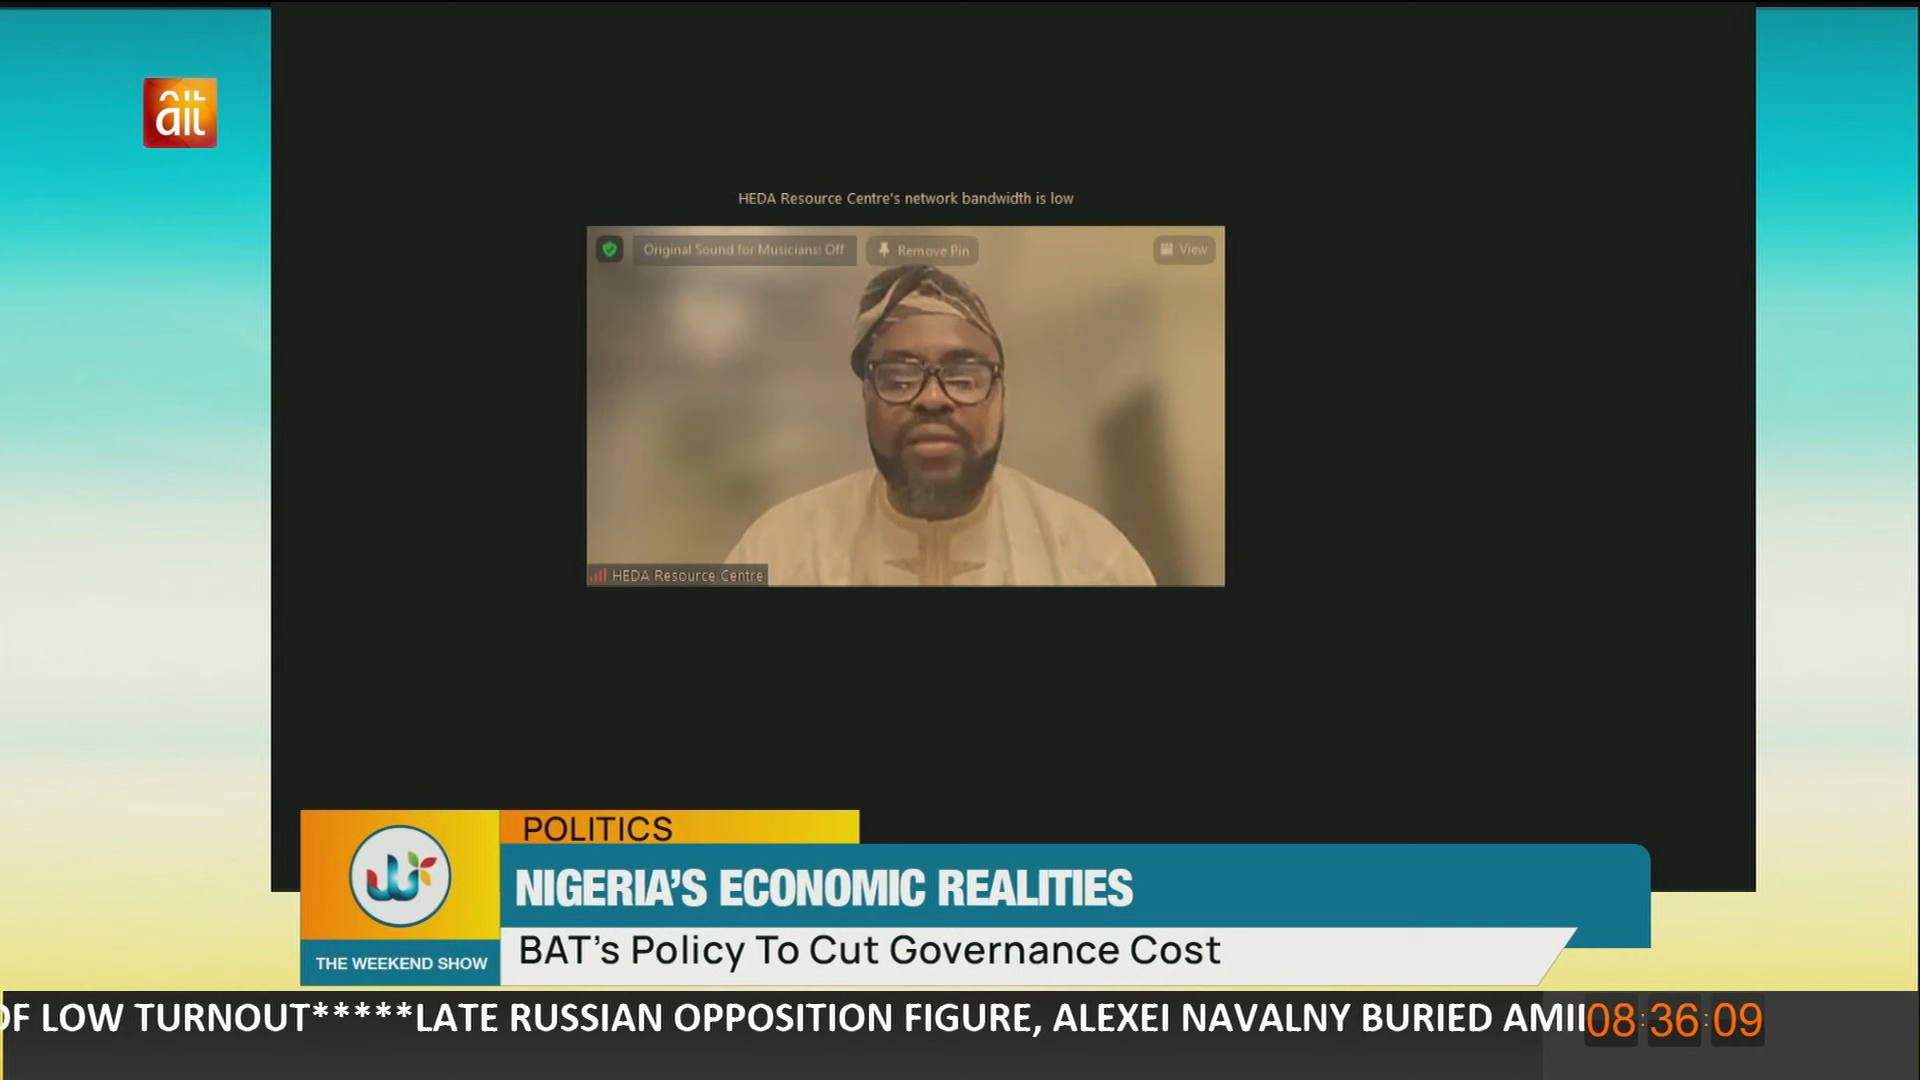 âit
HEDA Resource Centre's network bandwidth is low
Original Sound for Musicians: Off
Remove Pin
View
HEDA Resource Centre
POLITICS
NIGERIA'S ECONOMIC REALITIES
THE WEEKEND SHOW
BAT's Policy To Cut Governance Cost
OF LOW TURNOUT*****LATE RUSSIAN OPPOSITION FIGURE, ALEXEI NAVALNY BURIED
08:36:09